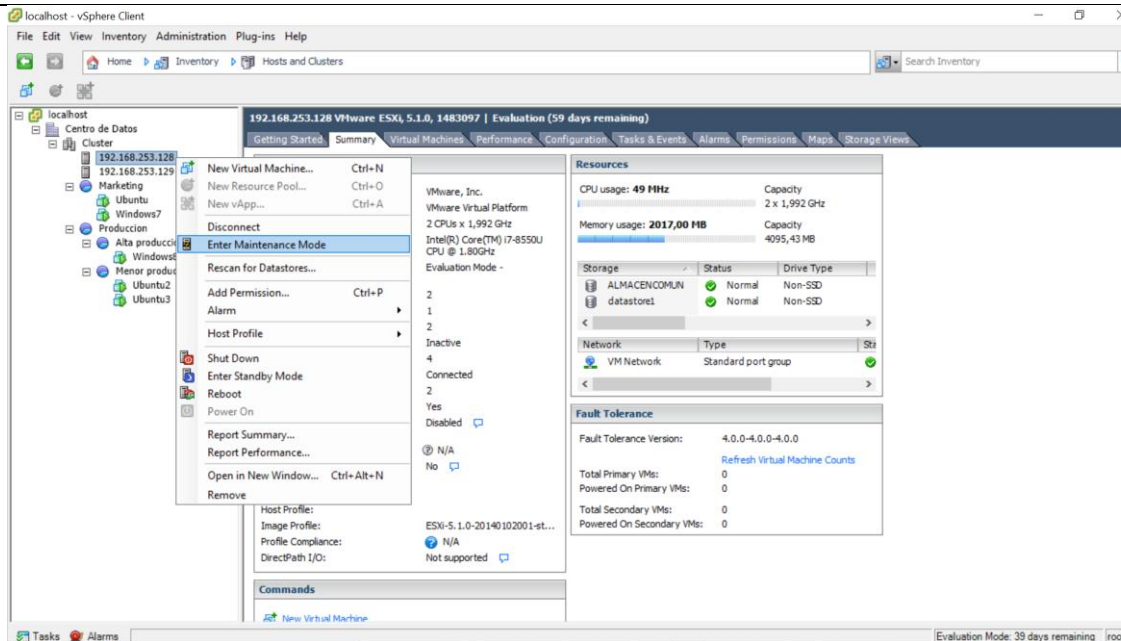 localhost - vSphere Client
File Edit View Inventory Administration Plug-ins Help
Home Inventory Hosts and Clusters
Search Inventory
localhost
Centro de Datos
Cluster
192.168.253.128
192.168.253.129
Marketing
Ubuntu
Windows7
Produccion
Alta producci
Windows8
Menor produc
Ubuntu2
Ubuntu3
New Virtual Machine... Ctrl+N
New Resource Pool... Ctrl+O
New vApp... Ctrl+A
Disconnect
Enter Maintenance Mode
Rescan for Datastores...
Add Permission... Ctrl+P
Alarm
Host Profile
Shut Down
Enter Standby Mode
Reboot
Power On
Report Summary...
Report Performance...
Open in New Window... Ctrl+Alt+N
Remove
192.168.253.128 VMware ESXi, 5.1.0, 1483097 | Evaluation (59 days remaining)
Getting Started Summary Virtual Machines Performance Configuration Tasks & Events Alarms Permissions Maps Storage Views
VMware, Inc.
VMware Virtual Platform
2 CPUs x 1,992 GHz
Intel(R) Core(TM) i7-8550U
CPU @ 1.80GHz
Evaluation Mode -
2
1
2
Inactive
4
Connected
2
Yes
Disabled
N/A
No
Host Profile:
Image Profile: ESXi-5.1.0-20140102001-st...
Profile Compliance: N/A
DirectPath I/O: Not supported
Commands
New Virtual Machine
Resources
CPU usage: 49 MHz Capacity
2 x 1,992 GHz
Memory usage: 2017,00 MB Capacity
4095,43 MB
Storage Status Drive Type
ALMACENCOMUN Normal Non-SSD
datastore1 Normal Non-SSD
Network Type Sta
VM Network Standard port group
Fault Tolerance
Fault Tolerance Version: 4.0.0-4.0.0-4.0.0
Refresh Virtual Machine Counts
Total Primary VMs: 0
Powered On Primary VMs: 0
Total Secondary VMs: 0
Powered On Secondary VMs: 0
Tasks Alarms
Evaluation Mode: 39 days remaining roo